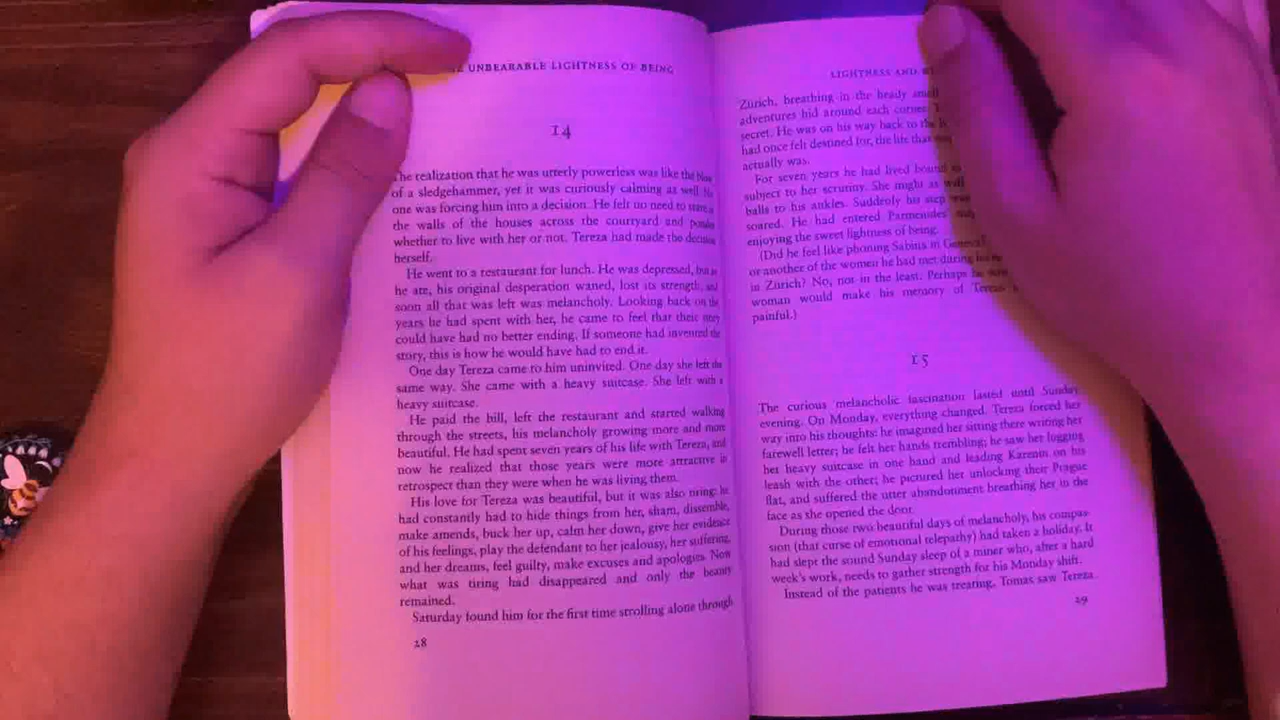 UNBEARABLE LIGHTNESS OF BEING
14
The realization that he was utterly powerless was like the blow
of a sledgehammer, yet it was curiously calming as well. No
one was forcing him into a decision. He felt no need to stare a
the walls of the houses across the courtyard and ponder
whether to live with her or not. Tereza had made the decision
herself.
He went to a restaurant for lunch. He was depressed, but as
he ate, his original desperation waned, lost its strength, and
soon all that was left was melancholy. Looking back on the
years he had spent with her, he came to feel that their story
could have had no better ending. If someone had invented the
story, this is how he would have had to end it.
One day Tereza came to him uninvited. One day she left the
same way. She came with a heavy suitcase. She left with a
heavy suitcase.
He paid the bill, left the restaurant and started walking
through the streets, his melancholy growing more and more
beautiful. He had spent seven years of his life with Tereza, and
now he realized that those years were more attractive in
retrospect than they were when he was living them.
His love for Tereza was beautiful, but it was also tiring: he
had constantly had to hide things from her, sham, dissemble,
make amends, buck her up, calm her down, give her evidence
of his feelings, play the defendant to her jealousy, her suffering,
and her dreams, feel guilty, make excuses and apologies. Now
what was tiring had disappeared and only the beauty
remained.
Saturday found him for the first time strolling alone through
28
LIGHTNESS AND
Zurich, breathing in the heady smell
adventures hid around each corner.
secret. He was on his way back to the
had once felt destined for, the life that
actually was.
For seven years he had lived bound to
subject to her scrutiny. She might as well
balls to his ankles. Suddenly his step was
soared. He had entered Parmenides'
enjoying the sweet lightness of being.
(Did he feel like phoning Sabina in Geneva?
or another of the women he had met during his
in Zurich? No, not in the least. Perhaps he
woman would make his memory of Tereza
painful.)
15
The curious melancholic fascination lasted until Sunday
evening. On Monday, everything changed. Tereza forced her
way into his thoughts: he imagined her sitting there writing her
farewell letter; he felt her hands trembling; he saw her lugging
her heavy suitcase in one hand and leading Karenin on his
leash with the other; he pictured her unlocking their Prague
flat, and suffered the utter abandonment breathing her in the
face as she opened the door.
During those two beautiful days of melancholy, his compas-
sion (that curse of emotional telepathy) had taken a holiday. It
had slept the sound Sunday sleep of a miner who, after a hard
week's work, needs to gather strength for his Monday shift.
Instead of the patients he was treating, Tomas saw Tereza.
29